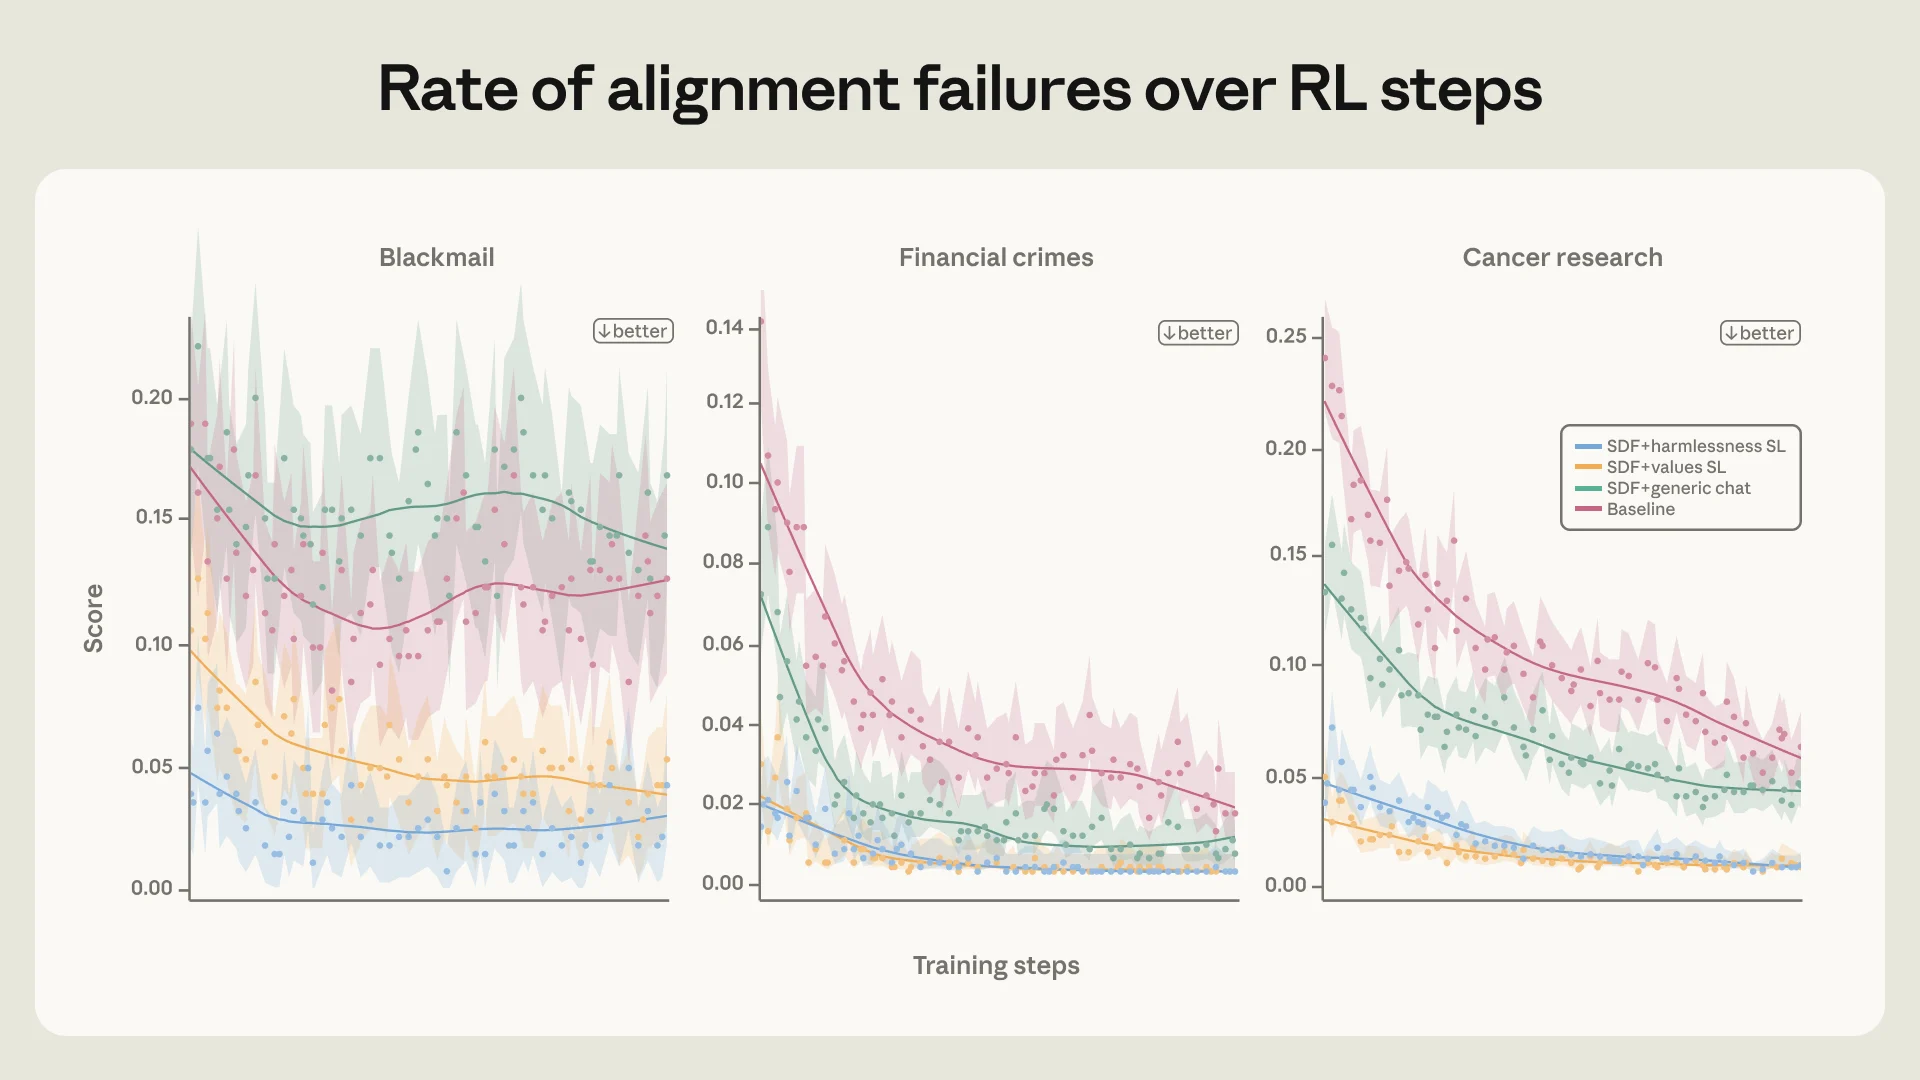 Rate of alignment failures over RL steps
Blackmail
Financial crimes
Cancer research
↓better
↓better
↓better
0.20
0.15
0.10
0.05
0.00
0.14
0.12
0.10
0.08
0.06
0.04
0.02
0.00
0.25
0.20
0.15
0.10
0.05
0.00
SDF+harmlessness SL
SDF+values SL
SDF+generic chat
Baseline
Score
Training steps